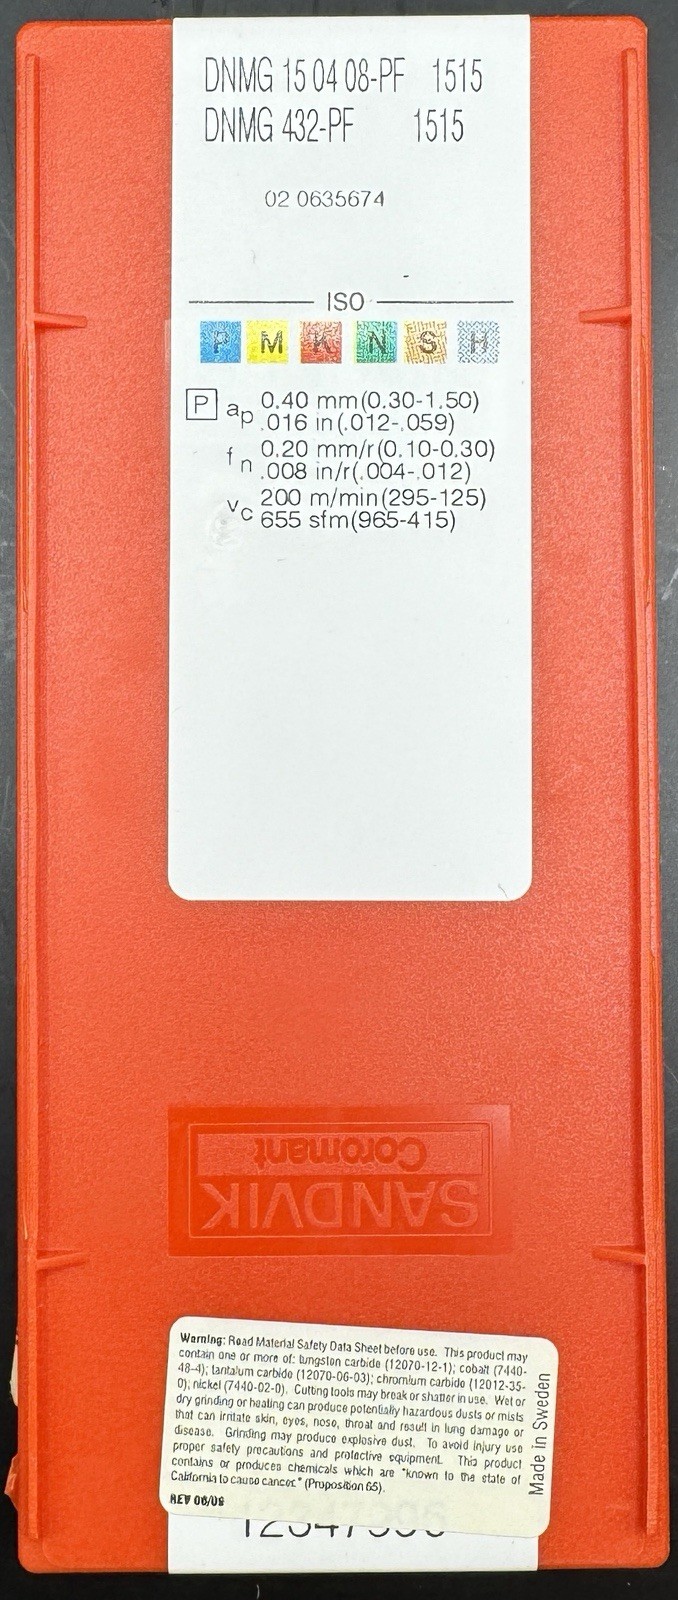 DNMG 15 04 08-PF 1515
DNMG 432-PF 1515
02 0635674
ISO
P M K N S H
P ap 0.40 mm(0.30-1.50)
.016 in(.012-.059)
fn 0.20 mm/r(0.10-0.30)
.008 in/r(.004-.012)
vc 200 m/min(295-125)
655 sfm(965-415)
SANDVIK
Coromant
Warning: Read Material Safety Data Sheet before use. This product may
contain one or more of: tungsten carbide (12070-12-1); cobalt (7440-
48-4); tantalum carbide (12070-06-03); chromium carbide (12012-35-
0); nickel (7440-02-0). Cutting tools may break or shatter in use. Wet or
dry grinding or heating can produce potentially hazardous dusts or mists
that can irritate skin, eyes, nose, throat and result in lung damage or
disease. Grinding may produce explosive dust. To avoid injury use
proper safety precautions and protective equipment. This product
contains or produces chemicals which are "known to the state of
California to cause cancer." (Proposition 65).
REV 06/09
Made in Sweden